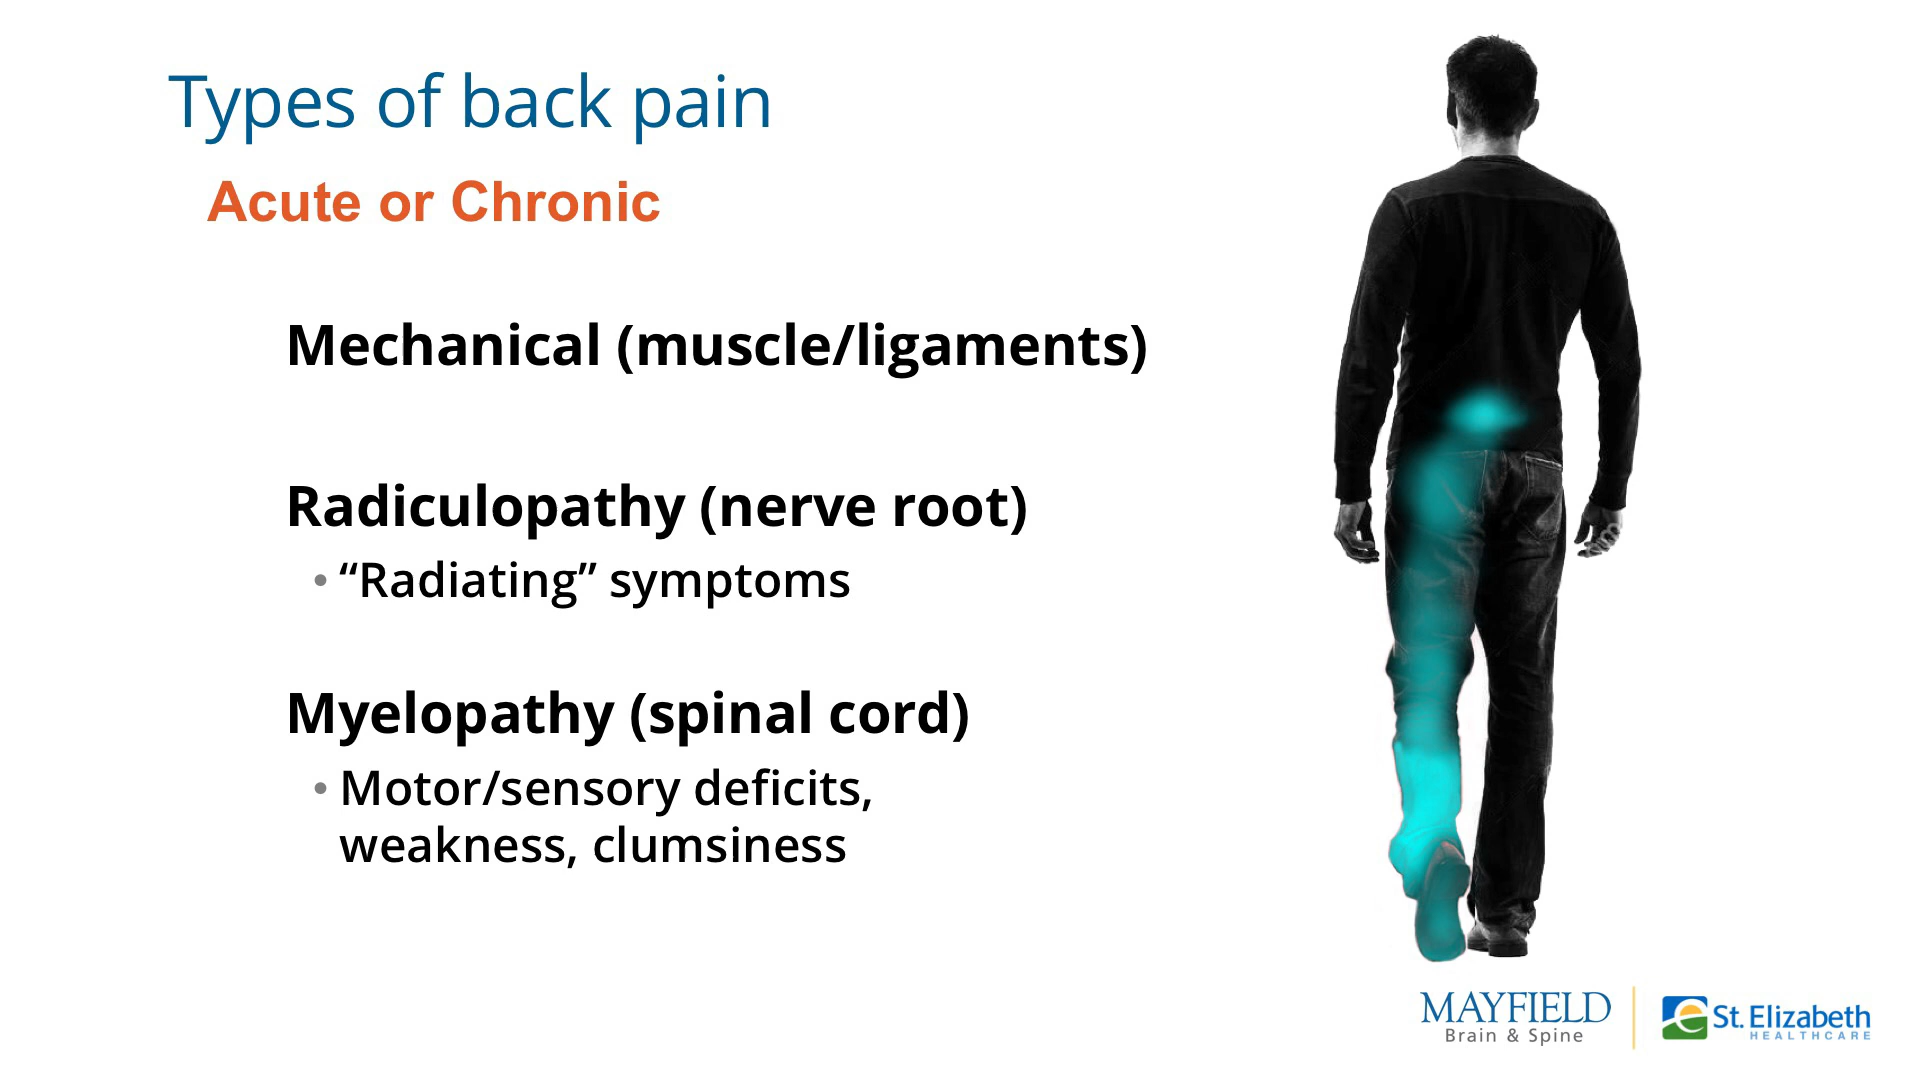 Types of back pain
Acute or Chronic
Mechanical (muscle/ligaments)
Radiculopathy (nerve root)
• “Radiating” symptoms
Myelopathy (spinal cord)
• Motor/sensory deficits,
weakness, clumsiness
MAYFIELD
Brain & Spine
St. Elizabeth
HEALTHCARE